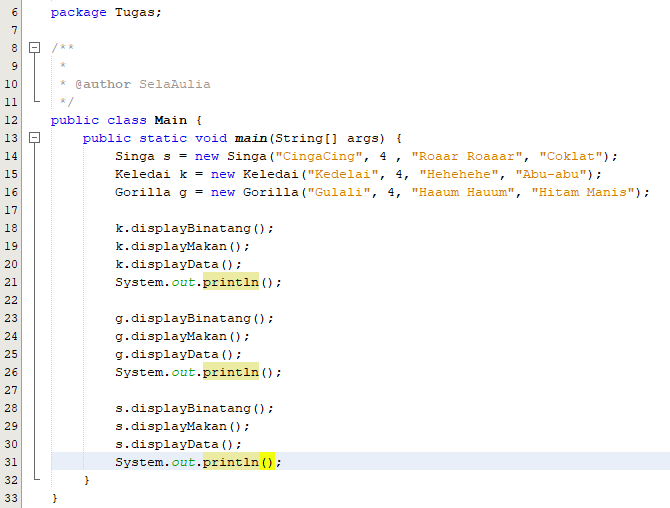 6 package Tugas;
7
8 /**
9 *
10 * @author SelaAulia
11 */
12 public class Main {
13 public static void main(String[] args) {
14 Singa s = new Singa("CingaCing", 4 , "Roaar Roaaar", "Coklat");
15 Keledai k = new Keledai("Kedelai", 4, "Hehehehe", "Abu-abu");
16 Gorilla g = new Gorilla("Gulali", 4, "Haaum Hauum", "Hitam Manis");
17
18 k.displayBinatang();
19 k.displayMakan();
20 k.displayData();
21 System.out.println();
22
23 g.displayBinatang();
24 g.displayMakan();
25 g.displayData();
26 System.out.println();
27
28 s.displayBinatang();
29 s.displayMakan();
30 s.displayData();
31 System.out.println();
32 }
33 }